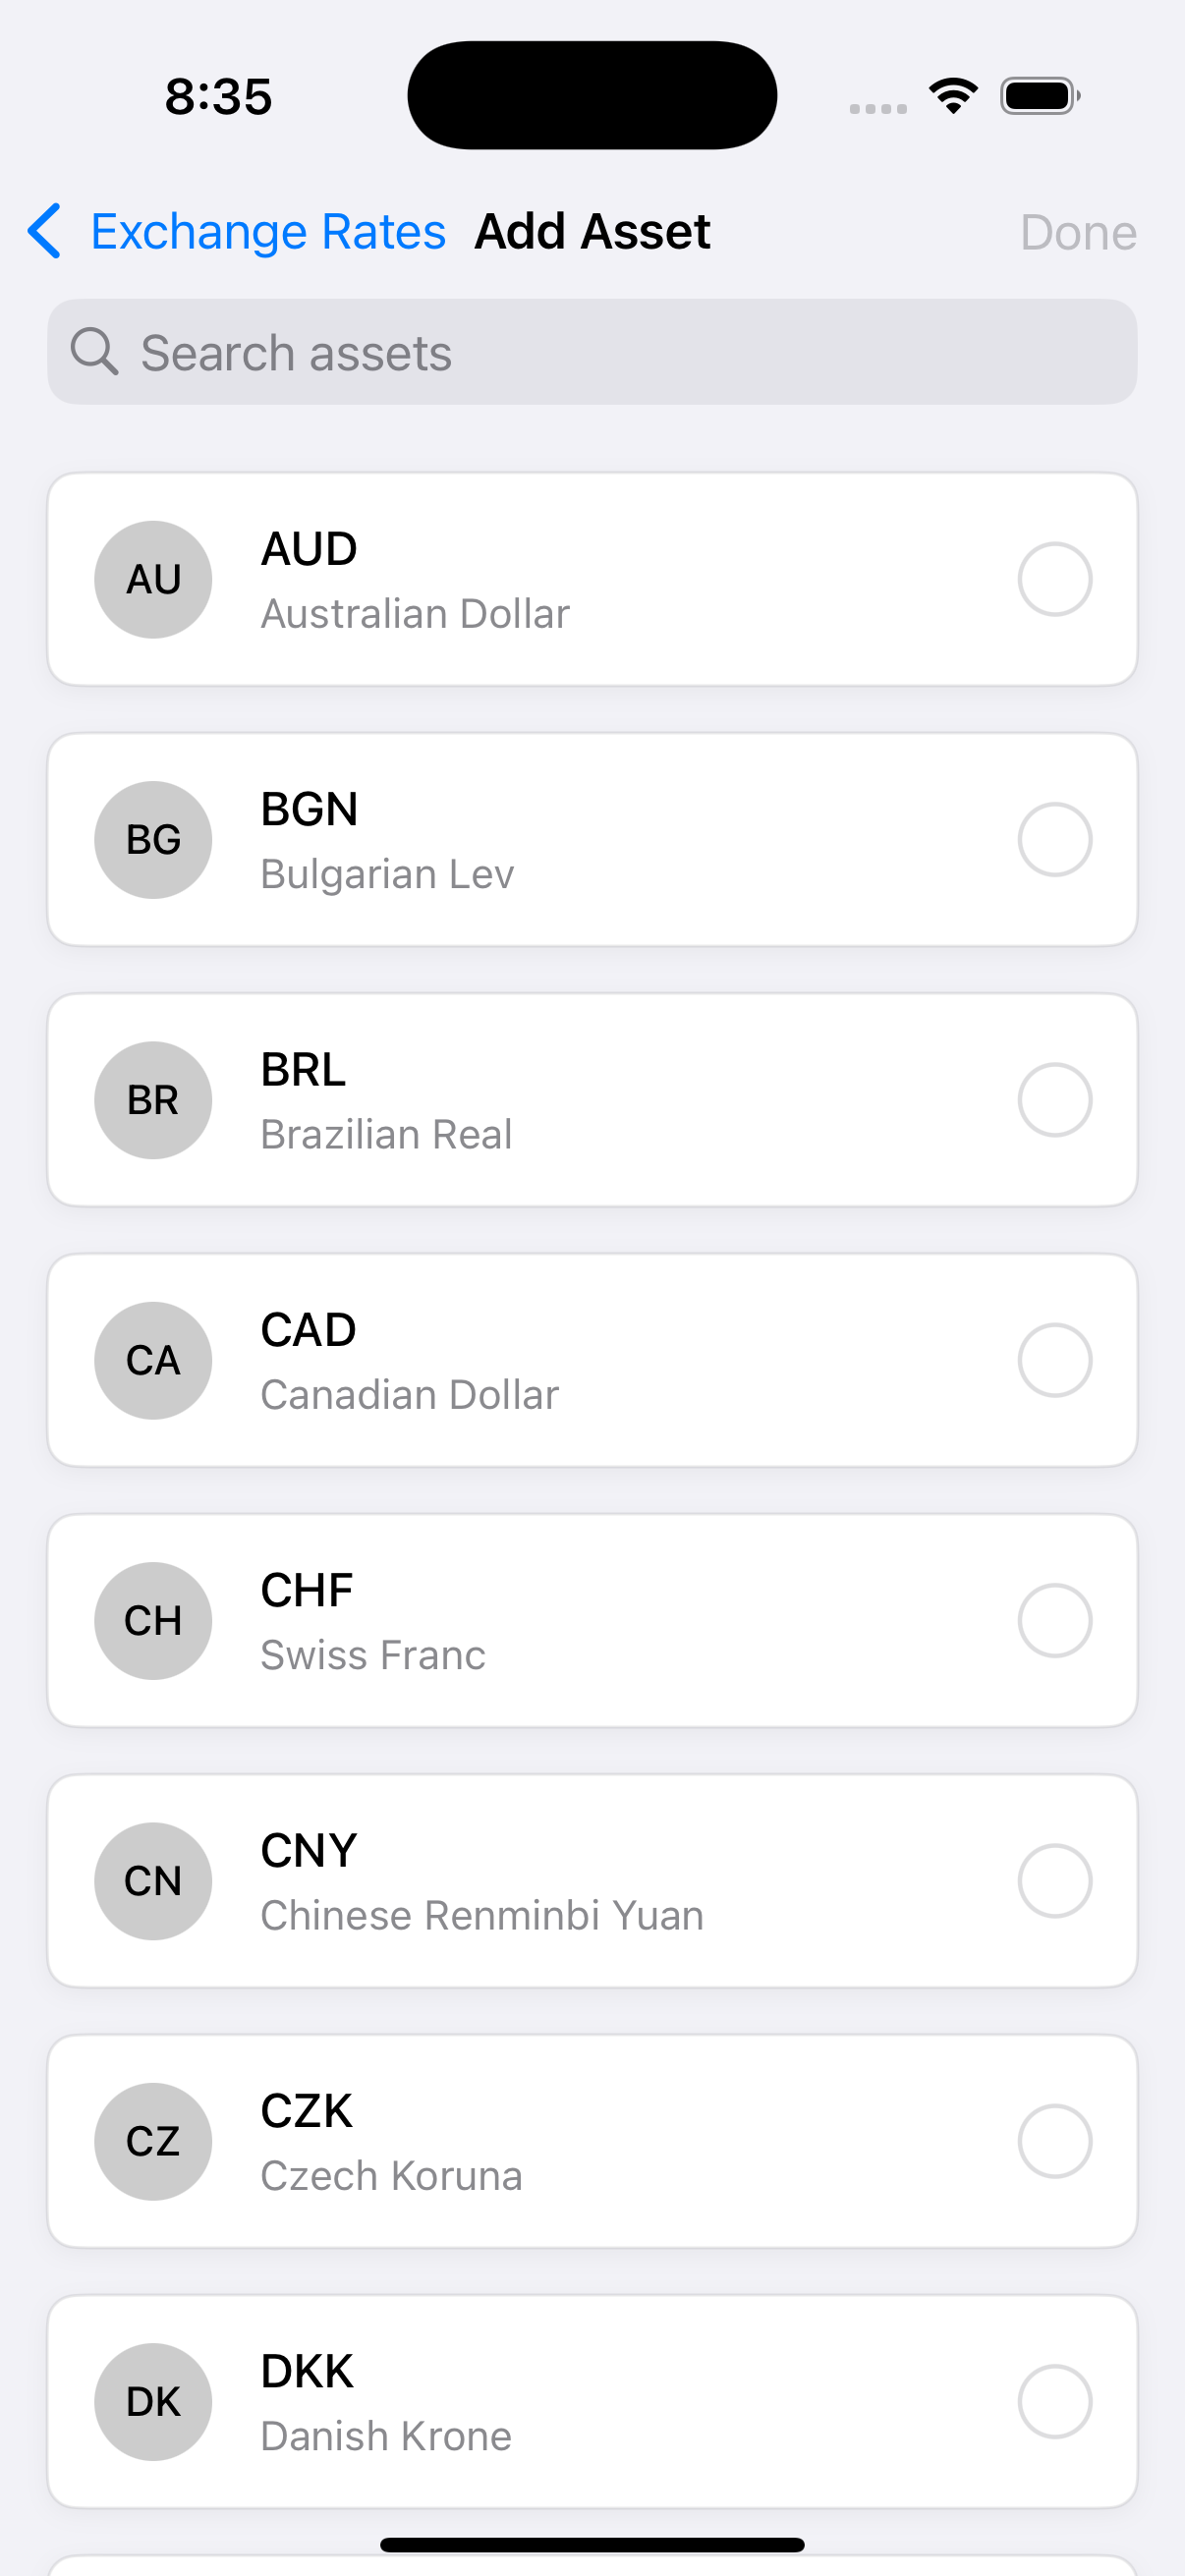 8:35
Exchange Rates Add Asset Done
Search assets
AU
AUD
Australian Dollar
BG
BGN
Bulgarian Lev
BR
BRL
Brazilian Real
CA
CAD
Canadian Dollar
CH
CHF
Swiss Franc
CN
CNY
Chinese Renminbi Yuan
CZ
CZK
Czech Koruna
DK
DKK
Danish Krone